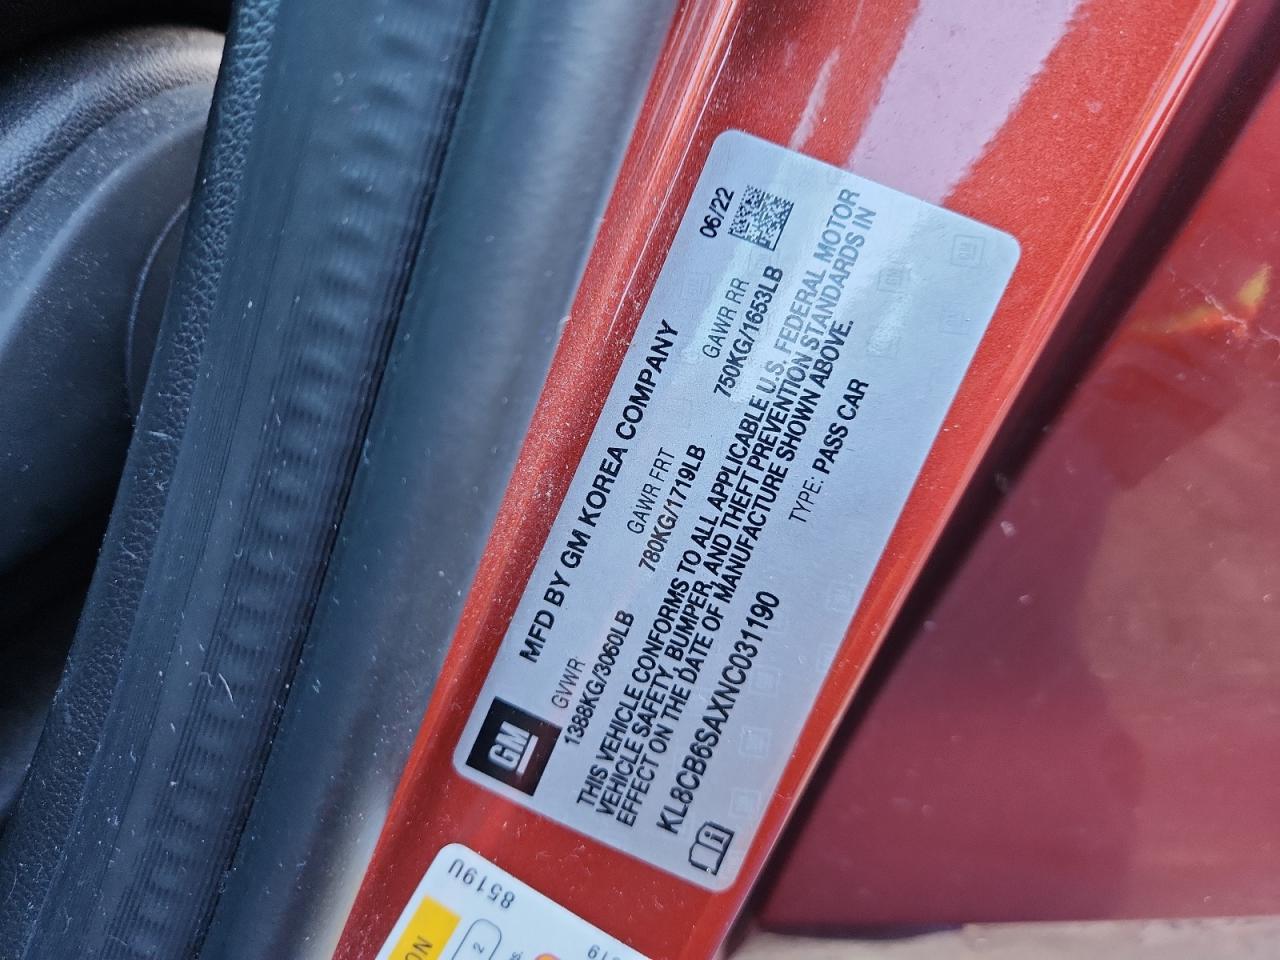 MFD BY GM KOREA COMPANY 06/22
GM
GVWR GAWR FRT GAWR RR
1388KG/3060LB 780KG/1719LB 750KG/1653LB
THIS VEHICLE CONFORMS TO ALL APPLICABLE U.S. FEDERAL MOTOR
VEHICLE SAFETY, BUMPER, AND THEFT PREVENTION STANDARDS IN
EFFECT ON THE DATE OF MANUFACTURE SHOWN ABOVE.
KL8CB6SAXNC031190 TYPE: PASS CAR
i
8519U
2